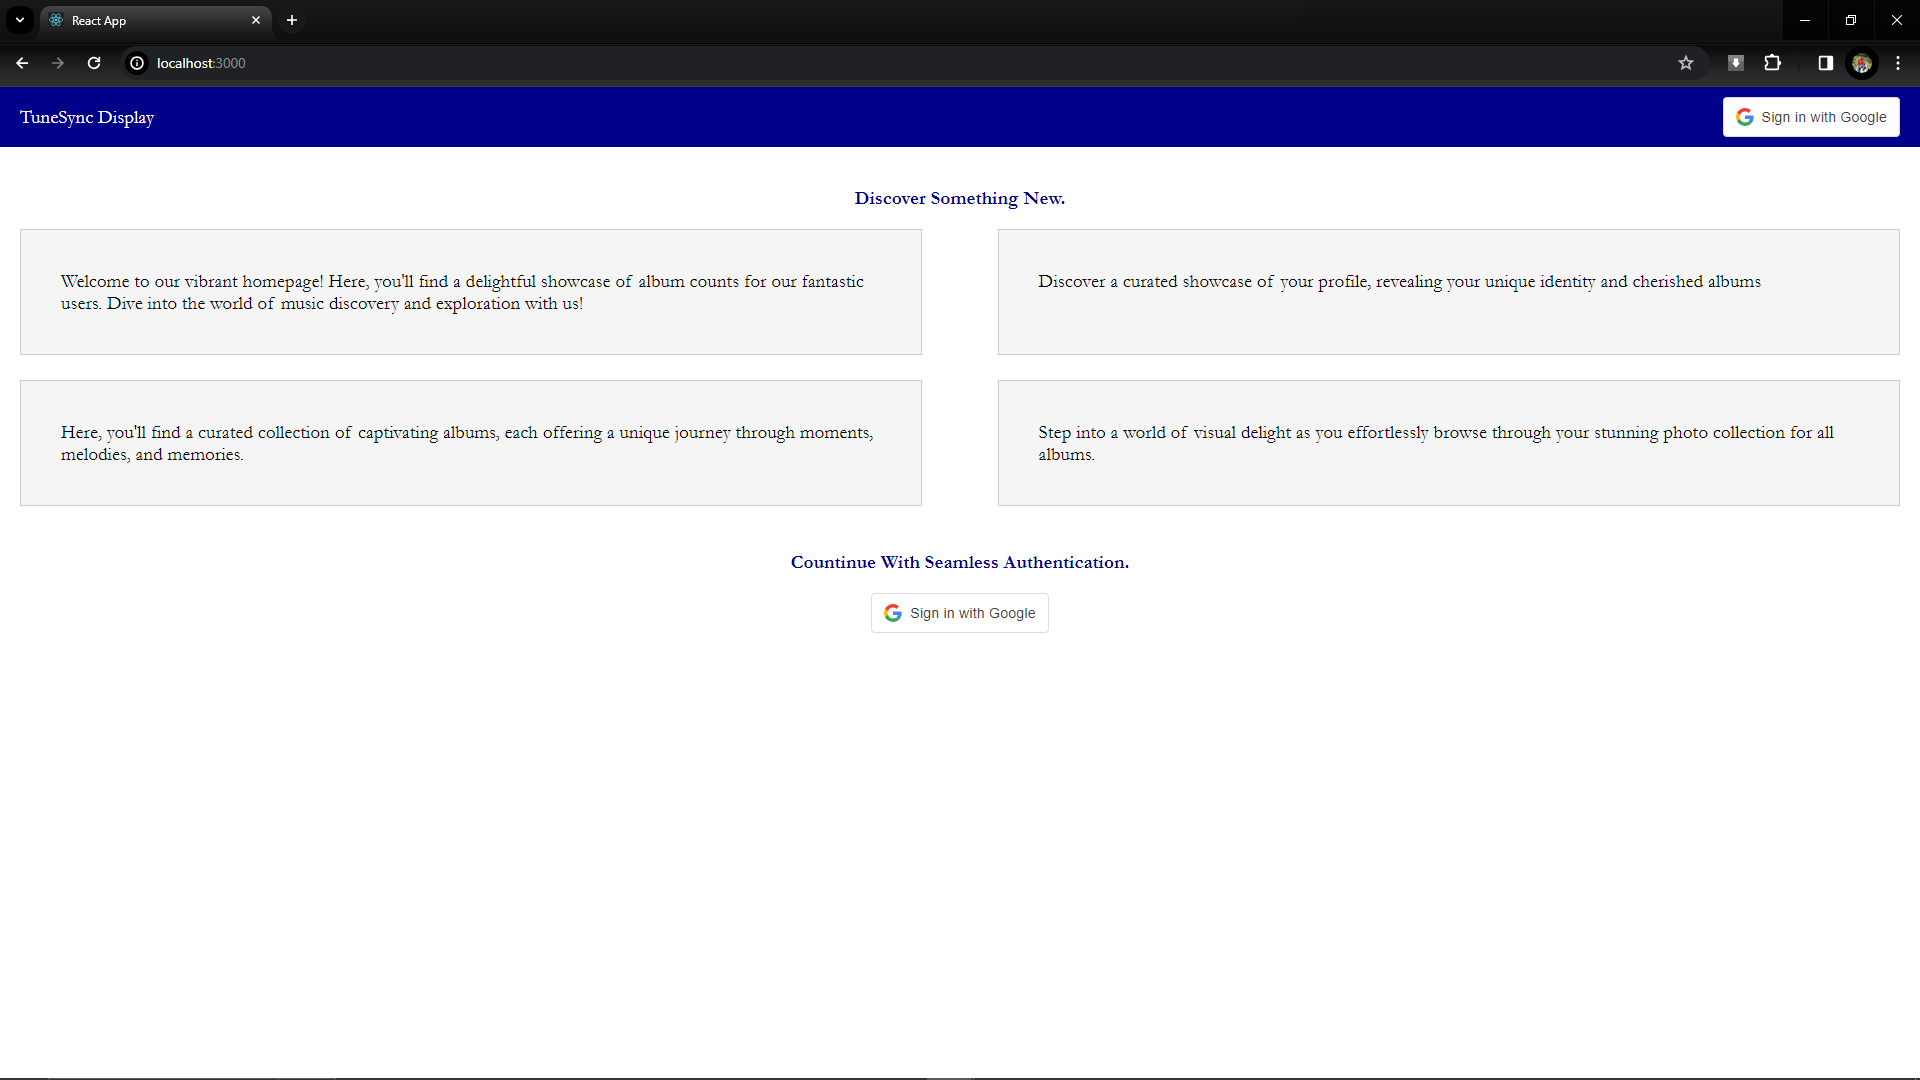 React App
localhost:3000
TuneSync Display
Sign in with Google
Discover Something New.
Welcome to our vibrant homepage! Here, you'll find a delightful showcase of album counts for our fantastic
users. Dive into the world of music discovery and exploration with us!
Discover a curated showcase of your profile, revealing your unique identity and cherished albums
Here, you'll find a curated collection of captivating albums, each offering a unique journey through moments,
melodies, and memories.
Step into a world of visual delight as you effortlessly browse through your stunning photo collection for all
albums.
Countinue With Seamless Authentication.
Sign in with Google